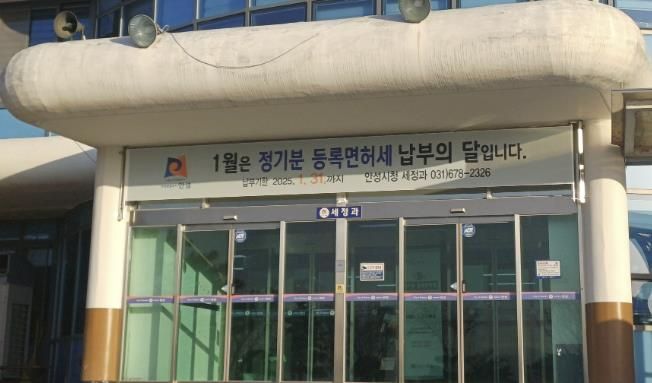 1월은 정기분 등록면허세 납부의 달입니다.
안성
납부기한 2025. 1. 31.까지 안성시청 세정과 031)678-2326
세정과